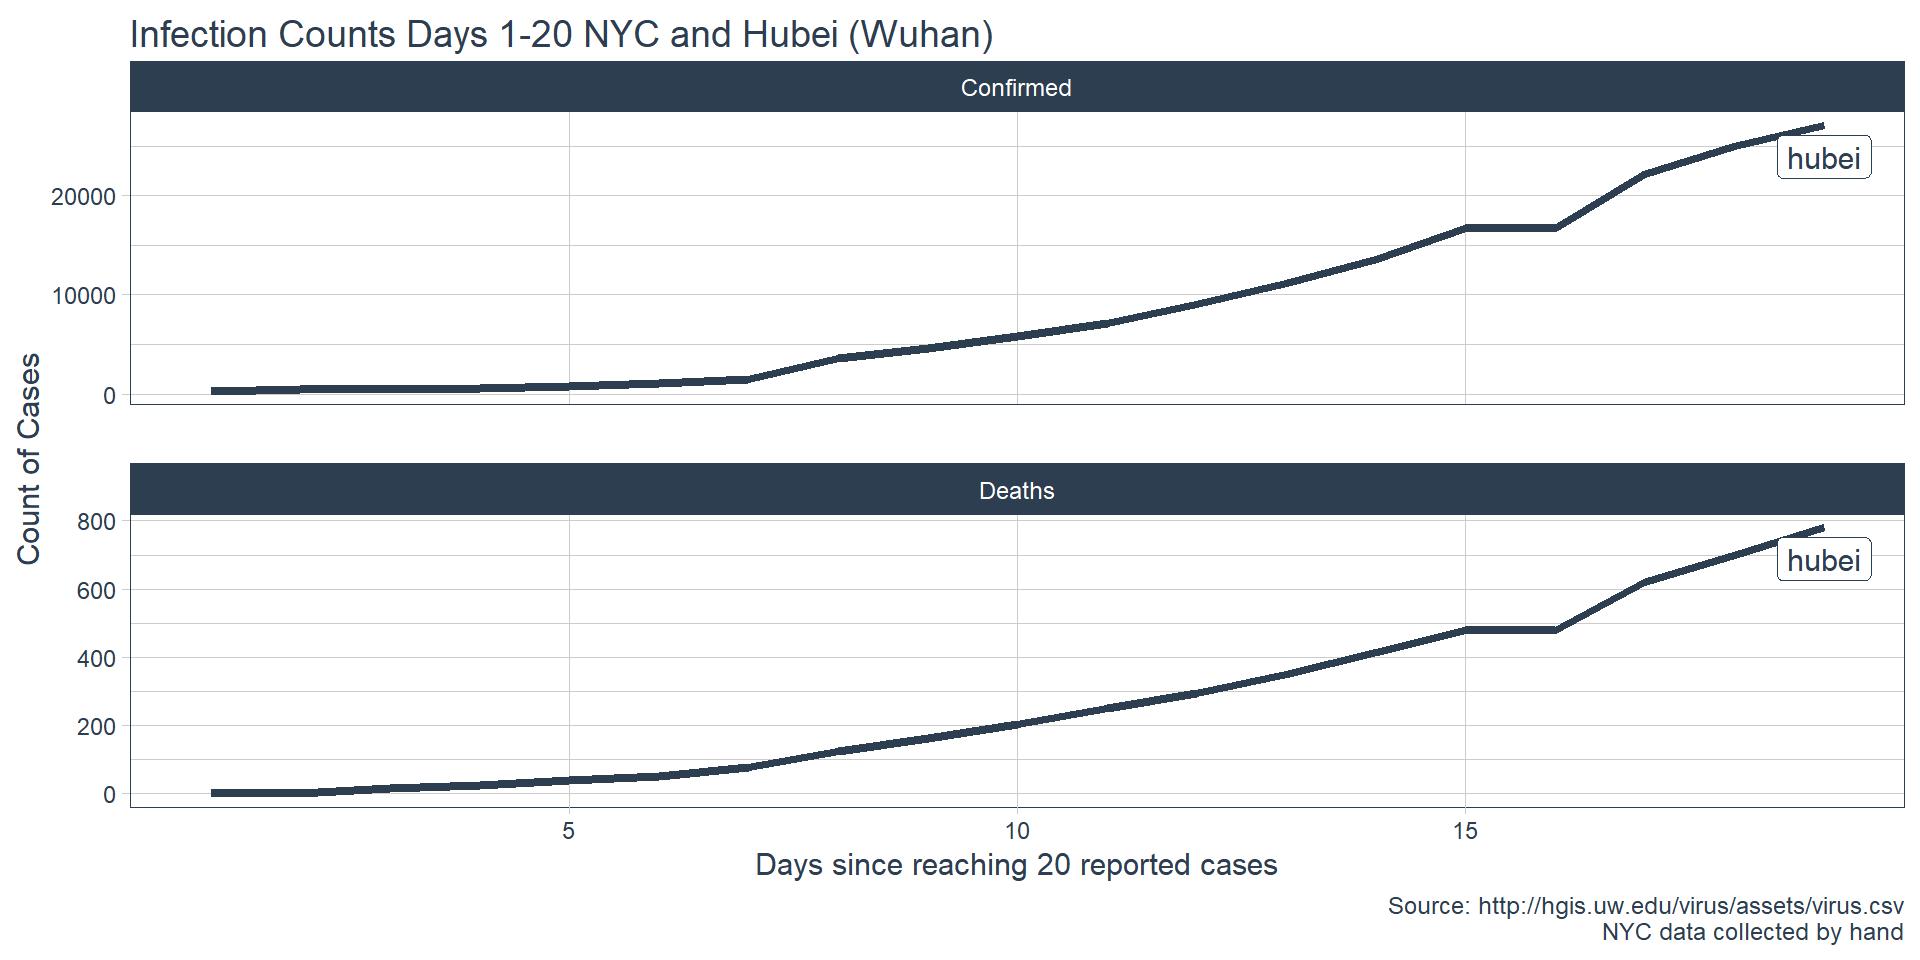 Infection Counts Days 1-20 NYC and Hubei (Wuhan)
Confirmed
hubei
20000
10000
0
Count of Cases
Deaths
800
hubei
600
400
200
0
5 10 15
Days since reaching 20 reported cases
Source: http://hgis.uw.edu/virus/assets/virus.csv
NYC data collected by hand